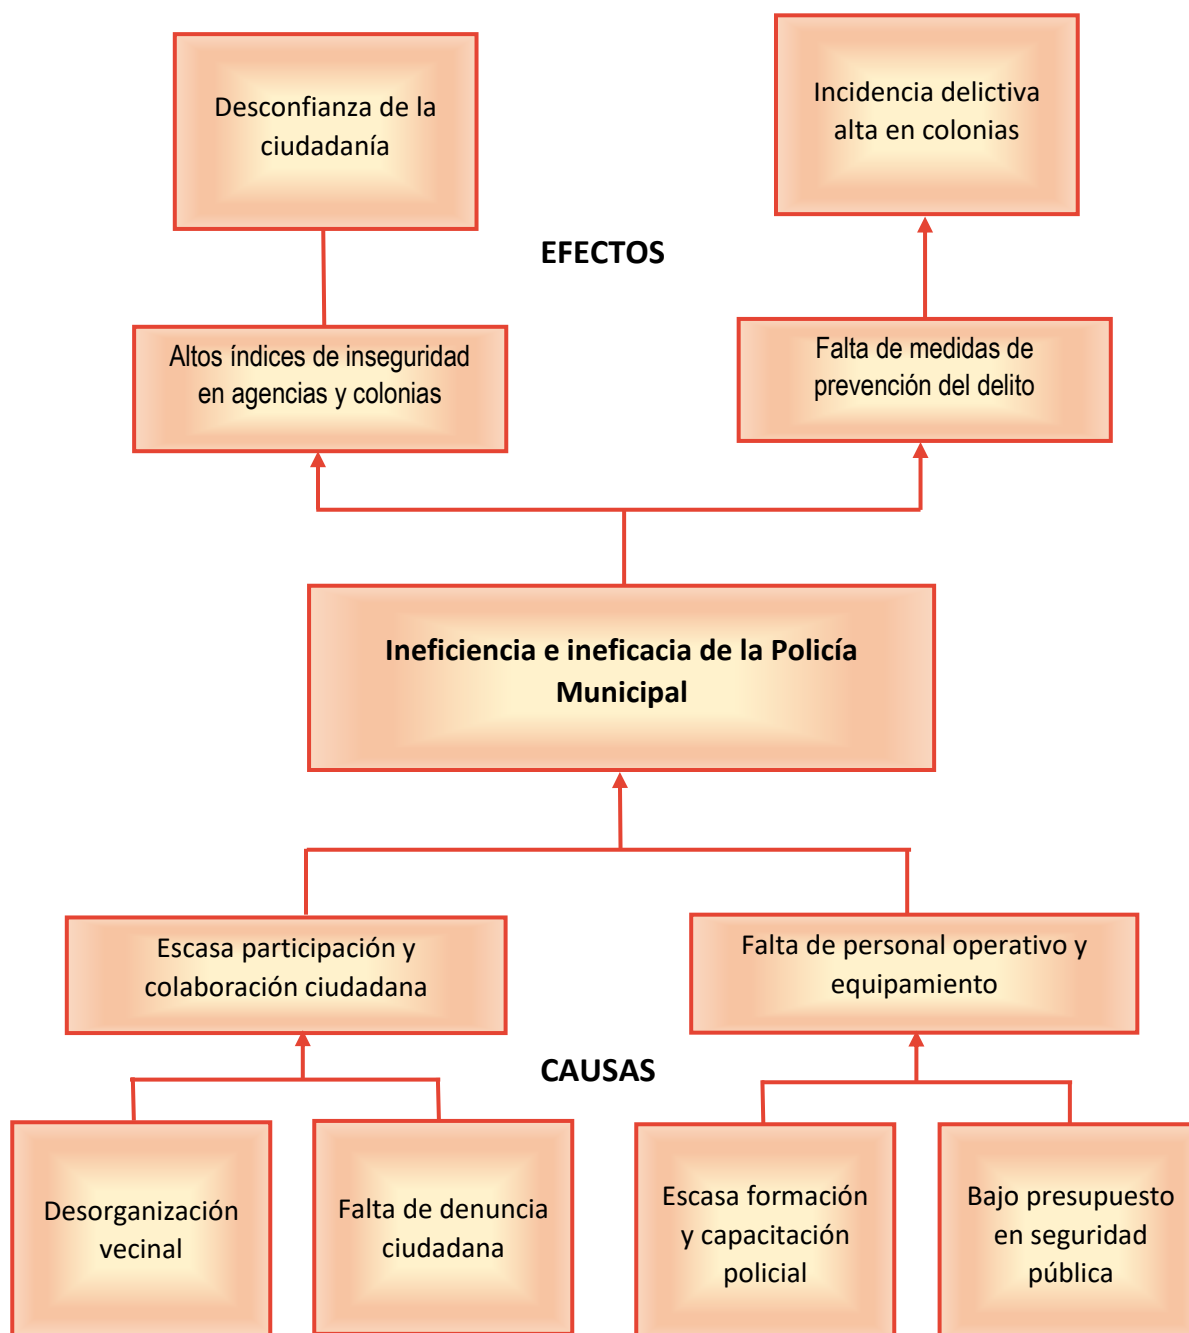 Desconfianza de la
ciudadanía
Incidencia delictiva
alta en colonias
EFECTOS
Altos índices de inseguridad
en agencias y colonias
Falta de medidas de
prevención del delito
Ineficiencia e ineficacia de la Policía
Municipal
Escasa participación y
colaboración ciudadana
Falta de personal operativo y
equipamiento
CAUSAS
Desorganización
vecinal
Falta de denuncia
ciudadana
Escasa formación
y capacitación
policial
Bajo presupuesto
en seguridad
pública